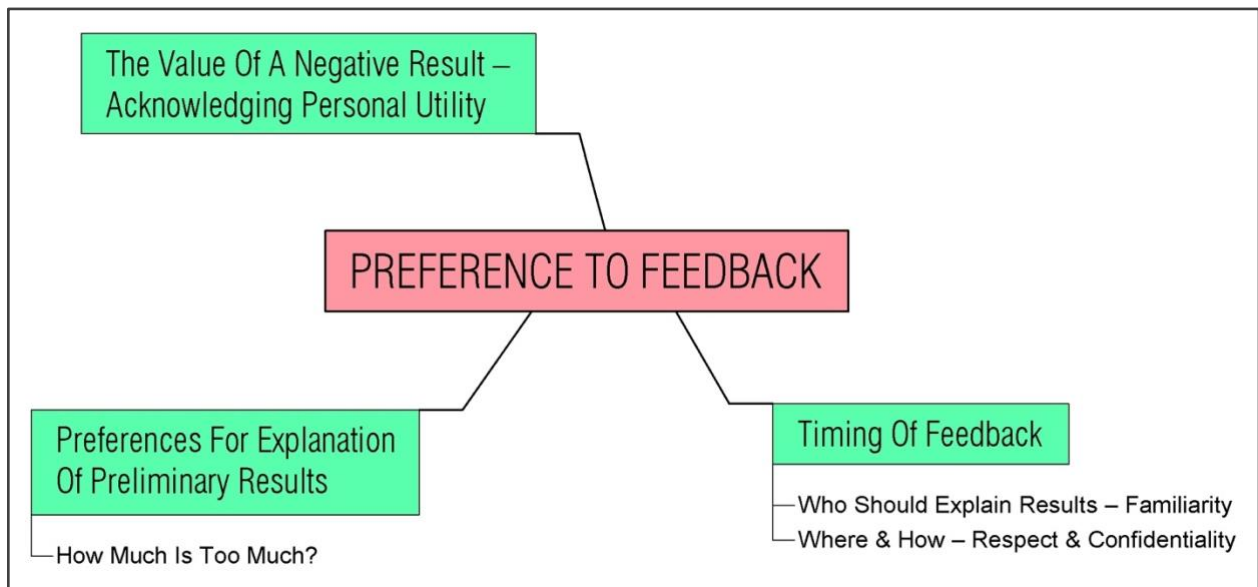 The Value Of A Negative Result –
Acknowledging Personal Utility
PREFERENCE TO FEEDBACK
Preferences For Explanation
Of Preliminary Results
How Much Is Too Much?
Timing Of Feedback
Who Should Explain Results – Familiarity
Where & How – Respect & Confidentiality